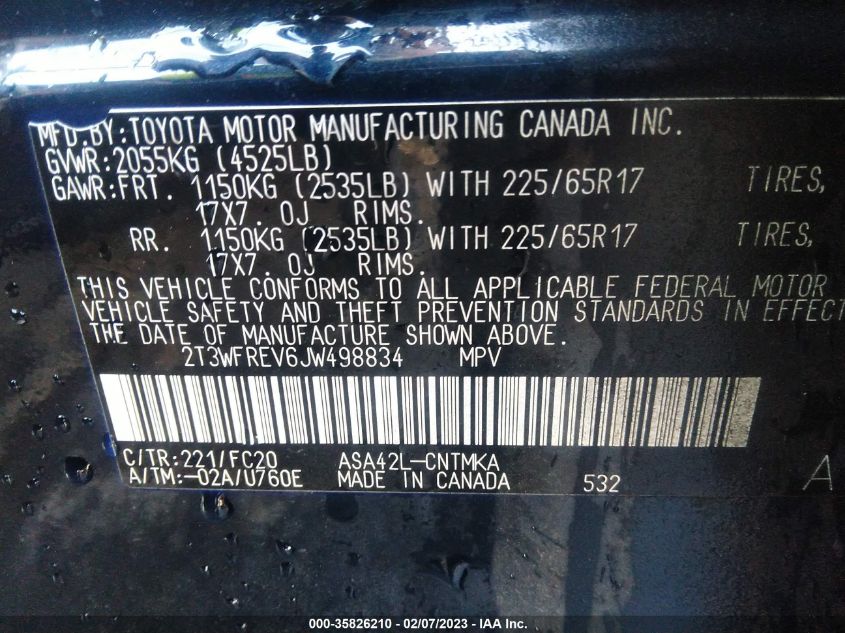 MFD.BY:TOYOTA MOTOR MANUFACTURING CANADA INC.
GVWR:2055KG (4525LB)
GAWR:FRT. 1150KG (2535LB) WITH 225/65R17 TIRES,
17X7. 0J RIMS.
RR. 1150KG (2535LB) WITH 225/65R17 TIRES,
17X7. 0J RIMS.
THIS VEHICLE CONFORMS TO ALL APPLICABLE FEDERAL MOTOR
VEHICLE SAFETY AND THEFT PREVENTION STANDARDS IN EFFECT
THE DATE OF MANUFACTURE SHOWN ABOVE.
2T3WFREV6JW498834 MPV
C/TR:221/FC20 ASA42L-CNTMKA
A/TM:-02A/U760E MADE IN CANADA 532 A
000-35826210 - 02/07/2023 - IAA Inc.